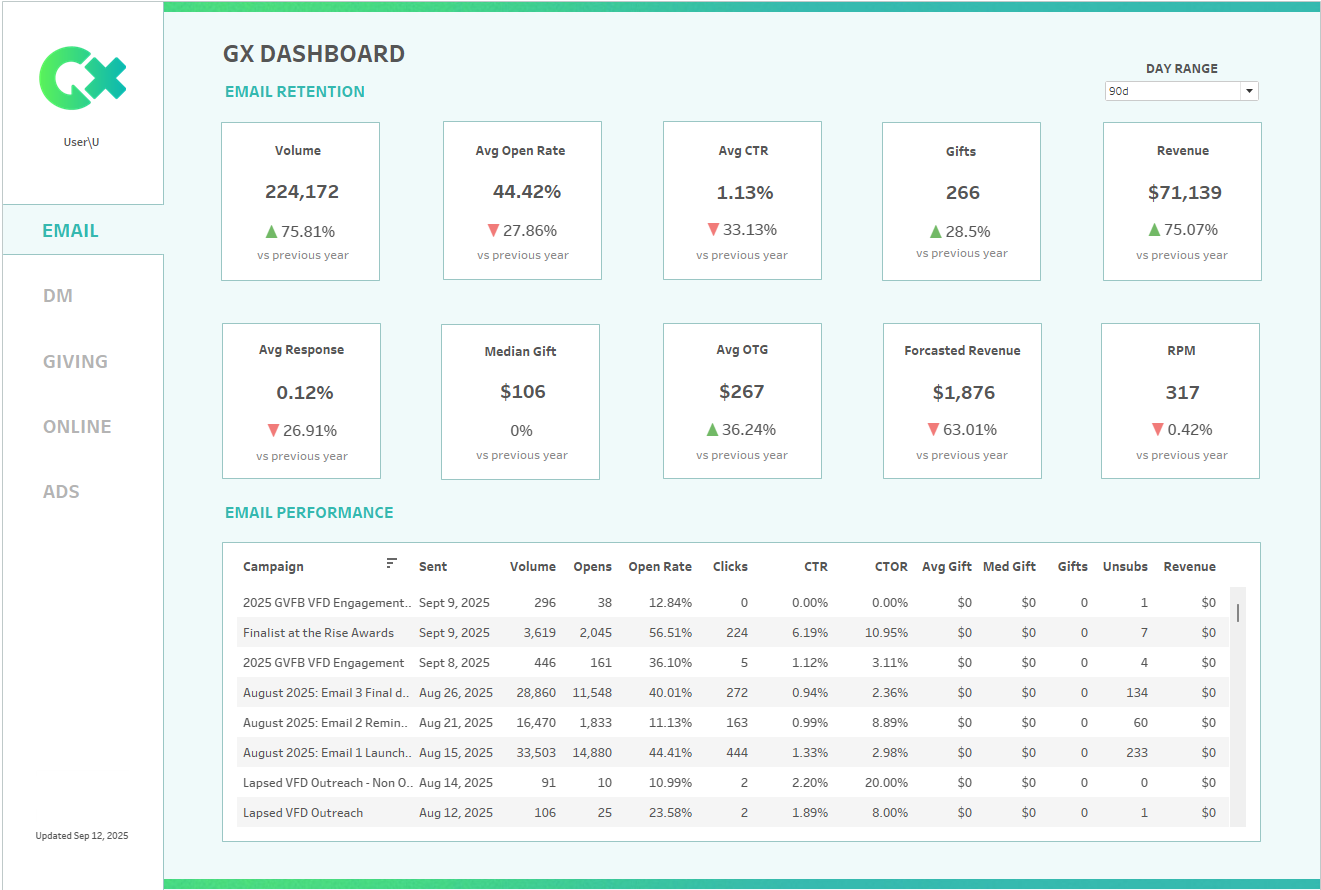 GX
User\U
EMAIL
DM
GIVING
ONLINE
ADS
Updated Sep 12, 2025
GX DASHBOARD
EMAIL RETENTION
DAY RANGE
90d
Volume
224,172
▲ 75.81%
vs previous year
Avg Open Rate
44.42%
▼ 27.86%
vs previous year
Avg CTR
1.13%
▼ 33.13%
vs previous year
Gifts
266
▲ 28.5%
vs previous year
Revenue
$71,139
▲ 75.07%
vs previous year
Avg Response
0.12%
▼ 26.91%
vs previous year
Median Gift
$106
0%
vs previous year
Avg OTG
$267
▲ 36.24%
vs previous year
Forcasted Revenue
$1,876
▼ 63.01%
vs previous year
RPM
317
▼ 0.42%
vs previous year
EMAIL PERFORMANCE
Campaign Sent Volume Opens Open Rate Clicks CTR CTOR Avg Gift Med Gift Gifts Unsubs Revenue
2025 GVFB VFD Engagement.. Sept 9, 2025 296 38 12.84% 0 0.00% 0.00% $0 $0 0 1 $0
Finalist at the Rise Awards Sept 9, 2025 3,619 2,045 56.51% 224 6.19% 10.95% $0 $0 0 7 $0
2025 GVFB VFD Engagement Sept 8, 2025 446 161 36.10% 5 1.12% 3.11% $0 $0 0 4 $0
August 2025: Email 3 Final d.. Aug 26, 2025 28,860 11,548 40.01% 272 0.94% 2.36% $0 $0 0 134 $0
August 2025: Email 2 Remin.. Aug 21, 2025 16,470 1,833 11.13% 163 0.99% 8.89% $0 $0 0 60 $0
August 2025: Email 1 Launch.. Aug 15, 2025 33,503 14,880 44.41% 444 1.33% 2.98% $0 $0 0 233 $0
Lapsed VFD Outreach - Non O.. Aug 14, 2025 91 10 10.99% 2 2.20% 20.00% $0 $0 0 0 $0
Lapsed VFD Outreach Aug 12, 2025 106 25 23.58% 2 1.89% 8.00% $0 $0 0 1 $0